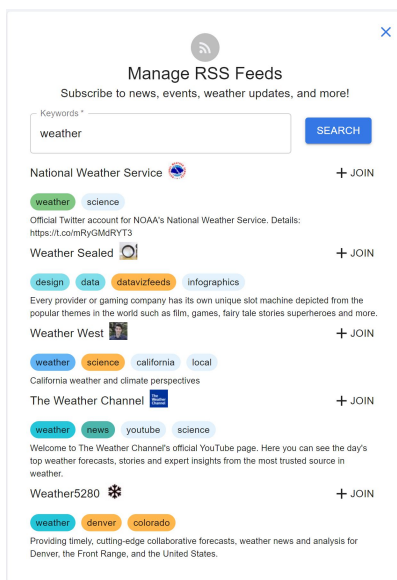 Manage RSS Feeds
Subscribe to news, events, weather updates, and more!
Keywords *
weather
SEARCH
National Weather Service
+ JOIN
weather science
Official Twitter account for NOAA's National Weather Service. Details:
https://t.co/mRyGMdRYT3
Weather Sealed
+ JOIN
design data datavizfeeds infographics
Every provider or gaming company has its own unique slot machine depicted from the
popular themes in the world such as film, games, fairy tale stories superheroes and more.
Weather West
+ JOIN
weather science california local
California weather and climate perspectives
The Weather Channel
The
Weather
Channel
+ JOIN
weather news youtube science
Welcome to The Weather Channel's official YouTube page. Here you can see the day's
top weather forecasts, stories and expert insights from the most trusted source in
weather.
Weather5280
+ JOIN
weather denver colorado
Providing timely, cutting-edge collaborative forecasts, weather news and analysis for
Denver, the Front Range, and the United States.